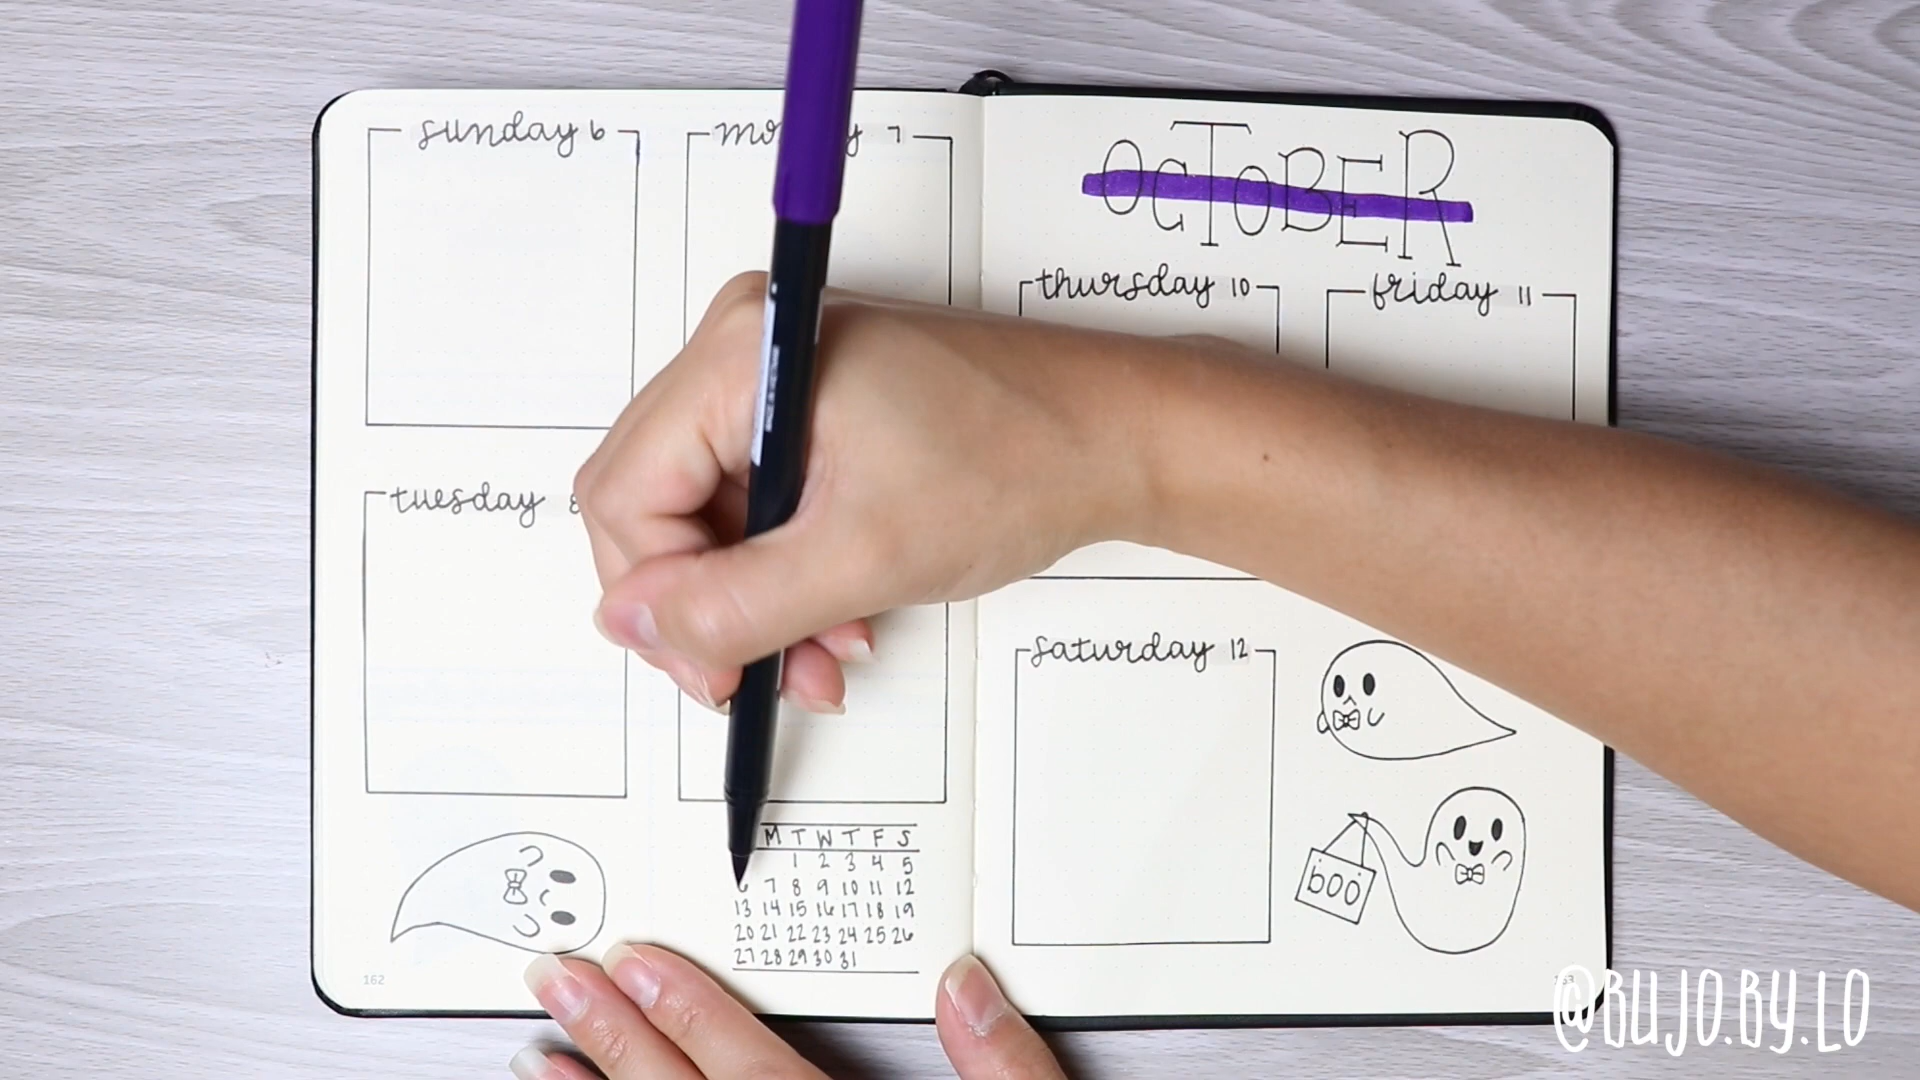 sunday 6
7
OCTOBER
thursday 10
friday 11
tuesday 8
saturday 12
M T W T F S
1 2 3 4 5
6 7 8 9 10 11 12
13 14 15 16 17 18 19
20 21 22 23 24 25 26
27 28 29 30 31
boo
162
@BUJO.BY.LO